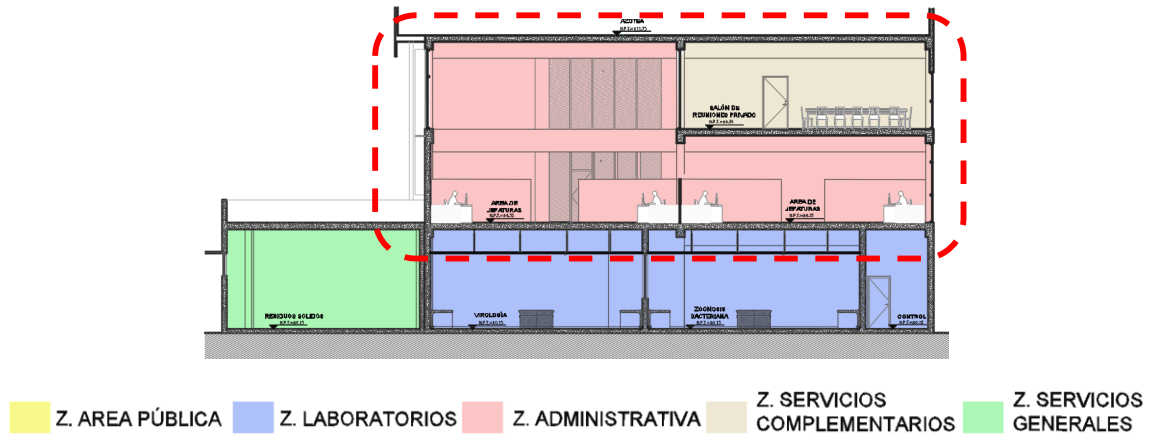 AZOTEA
SALÓN DE
REUNIONES PRIVADO
AREA DE
JEFATURAS
AREA DE
JEFATURAS
RESIDUOS SOLIDOS
VIROLOGÍA
ZOONOSIS
BACTERIANA
CONTROL
Z. AREA PÚBLICA
Z. LABORATORIOS
Z. ADMINISTRATIVA
Z. SERVICIOS
COMPLEMENTARIOS
Z. SERVICIOS
GENERALES